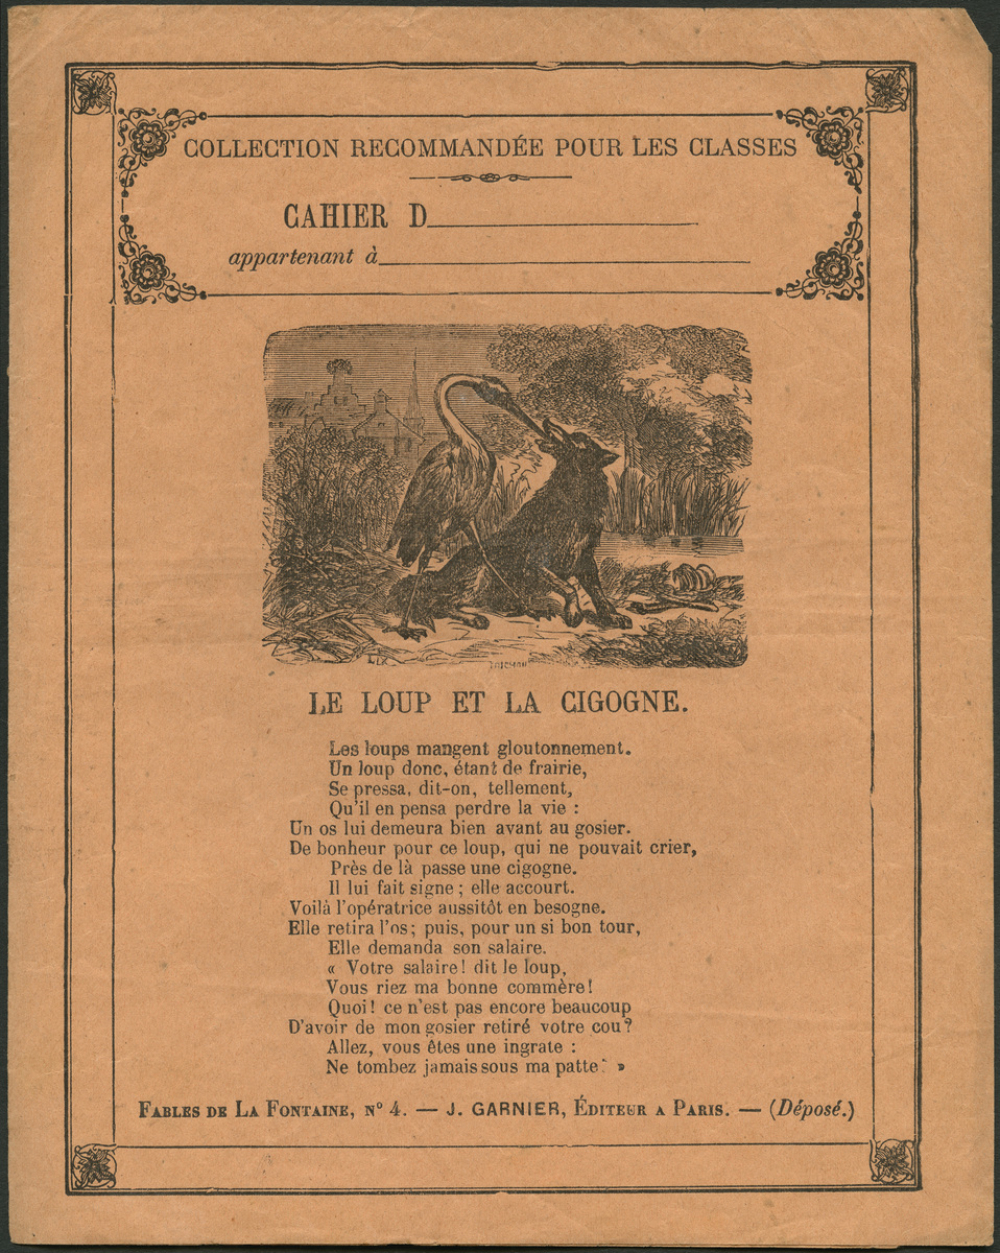 COLLECTION RECOMMANDÉE POUR LES CLASSES
CAHIER D
appartenant à
LE LOUP ET LA CIGOGNE.
Les loups mangent gloutonnement.
Un loup donc, étant de frairie,
Se pressa, dit-on, tellement,
Qu'il en pensa perdre la vie :
Un os lui demeura bien avant au gosier.
De bonheur pour ce loup, qui ne pouvait crier,
Près de là passe une cigogne.
Il lui fait signe ; elle accourt.
Voilà l'opératrice aussitôt en besogne.
Elle retira l'os ; puis, pour un si bon tour,
Elle demanda son salaire.
« Votre salaire ! dit le loup,
Vous riez ma bonne commère !
Quoi ! ce n'est pas encore beaucoup
D'avoir de mon gosier retiré votre cou ?
Allez, vous êtes une ingrate :
Ne tombez jamais sous ma patte. »
FABLES DE LA FONTAINE, N° 4. — J. GARNIER, ÉDITEUR A PARIS. — (Déposé.)